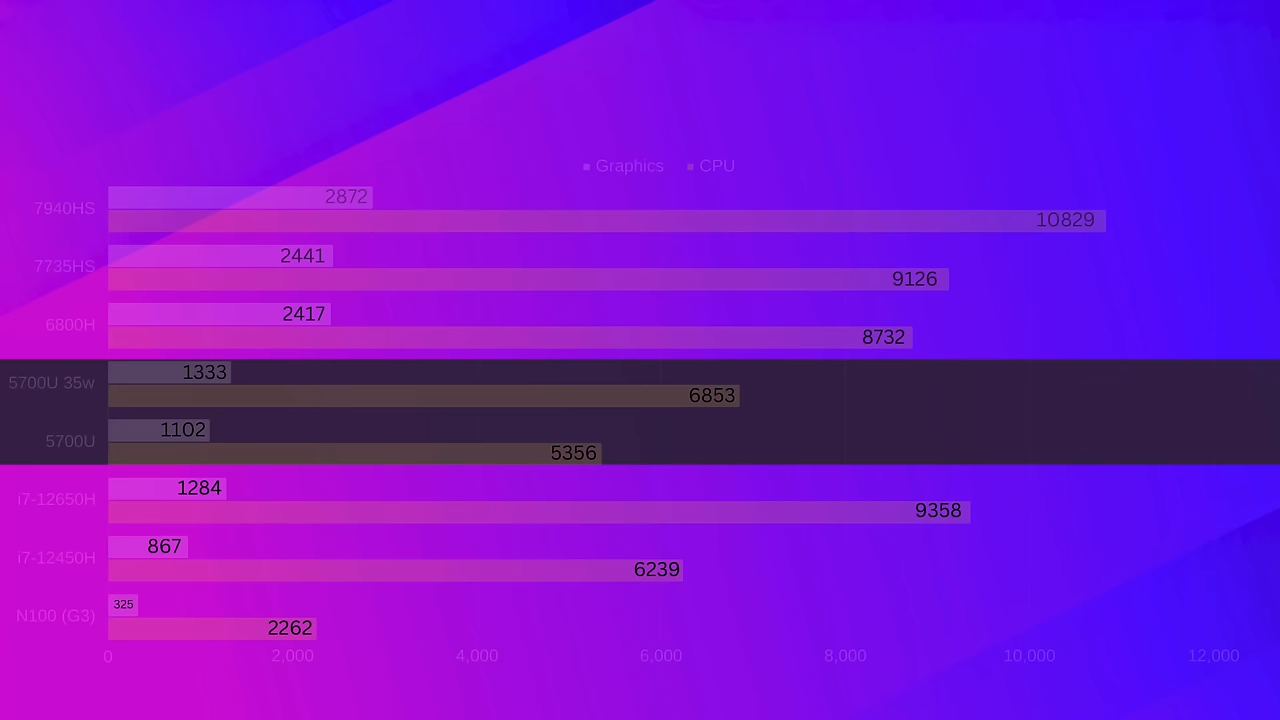 Graphics CPU
7940HS 2872
10829
7735HS 2441
9126
6800H 2417
8732
5700U 35w 1333
6853
5700U 1102
5356
i7-12650H 1284
9358
i7-12450H 867
6239
N100 (G3) 325
2262
0 2,000 4,000 6,000 8,000 10,000 12,000